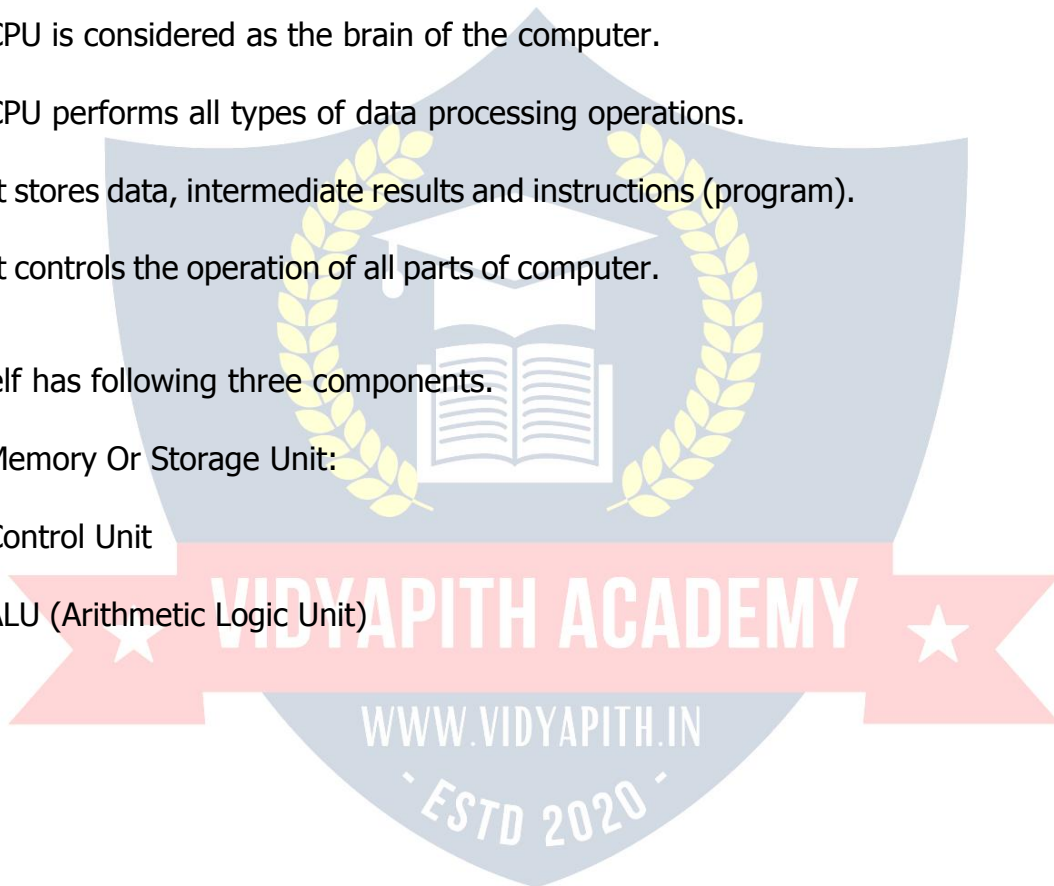 CPU is considered as the brain of the computer.
CPU performs all types of data processing operations.
t stores data, intermediate results and instructions (program).
t controls the operation of all parts of computer.
elf has following three components.
Memory Or Storage Unit:
Control Unit
ALU (Arithmetic Logic Unit)
VIDYAPITH ACADEMY
WWW.VIDYAPITH.IN
- ESTD 2020 -